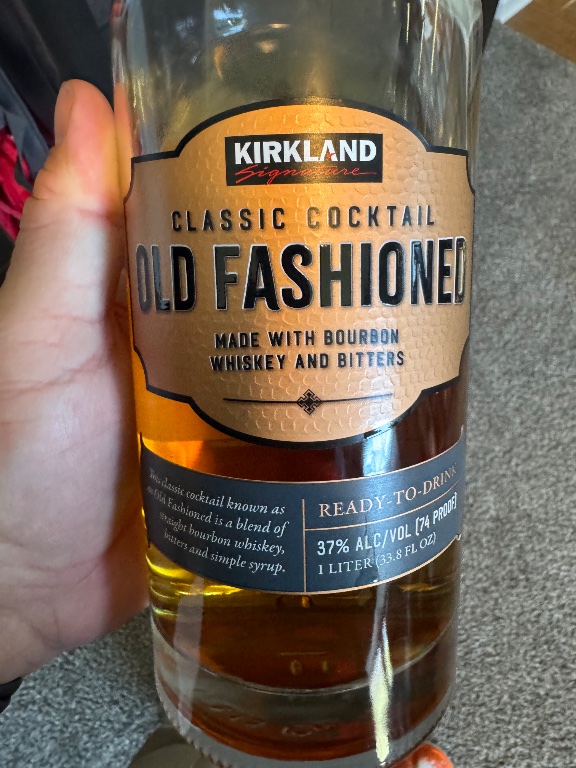 KIRKLAND
Signature
CLASSIC COCKTAIL
OLD FASHIONED
MADE WITH BOURBON
WHISKEY AND BITTERS
This classic cocktail known as
an Old Fashioned is a blend of
straight bourbon whiskey,
bitters and simple syrup.
READY-TO-DRINK
37% ALC/VOL (74 PROOF)
1 LITER (33.8 FL OZ)